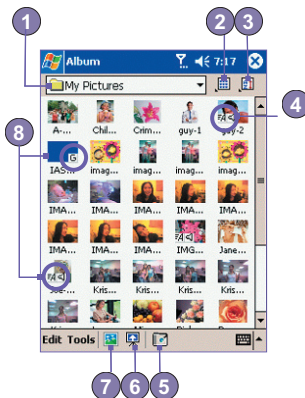 1
2
3
Album 7:17
My Pictures
4
A-... Chil... Crim... guy-1 guy-2
8
G
IAS... imag... imag... imag... imag...
IMA... IMA... IMA... IMA... IMA...
IMA... IMA... IMA... IMG... Jane...
Joe-... Kris... Kris... Kris... Kris...
Edit Tools
7
6
5